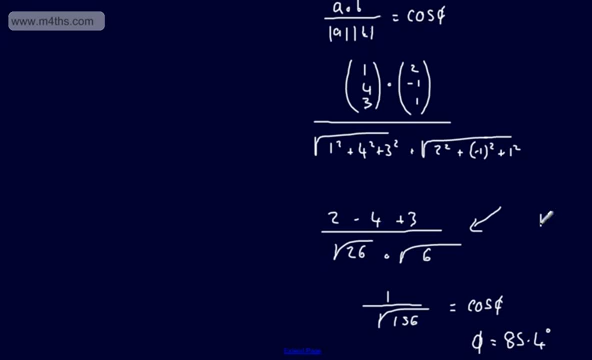 www.m4ths.com
a.b / |a||b| = cosϕ
(1 4 3) · (2 -1 1)
√1² + 4² + 3² . √2² + (-1)² + 1²
2 - 4 + 3
√26 . √6
1 / √156 = cosϕ
ϕ = 85.4°